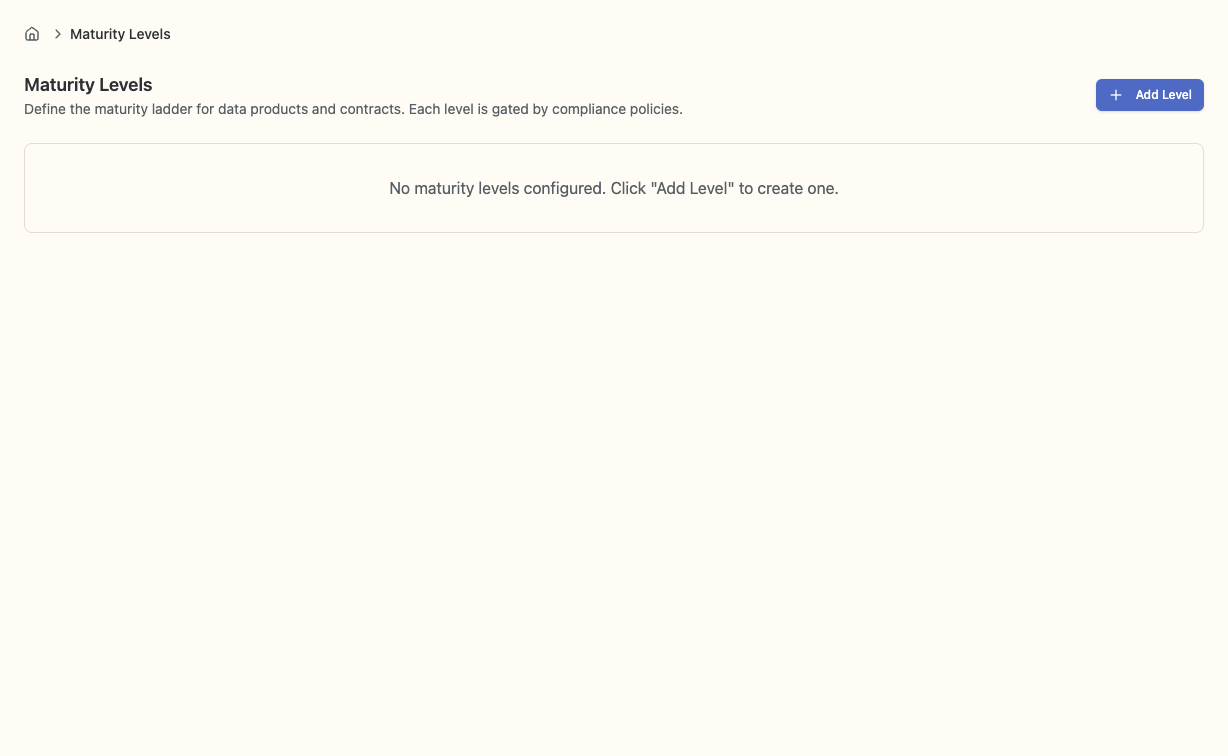 Maturity Levels
Maturity Levels
Define the maturity ladder for data products and contracts. Each level is gated by compliance policies.
Add Level
No maturity levels configured. Click "Add Level" to create one.